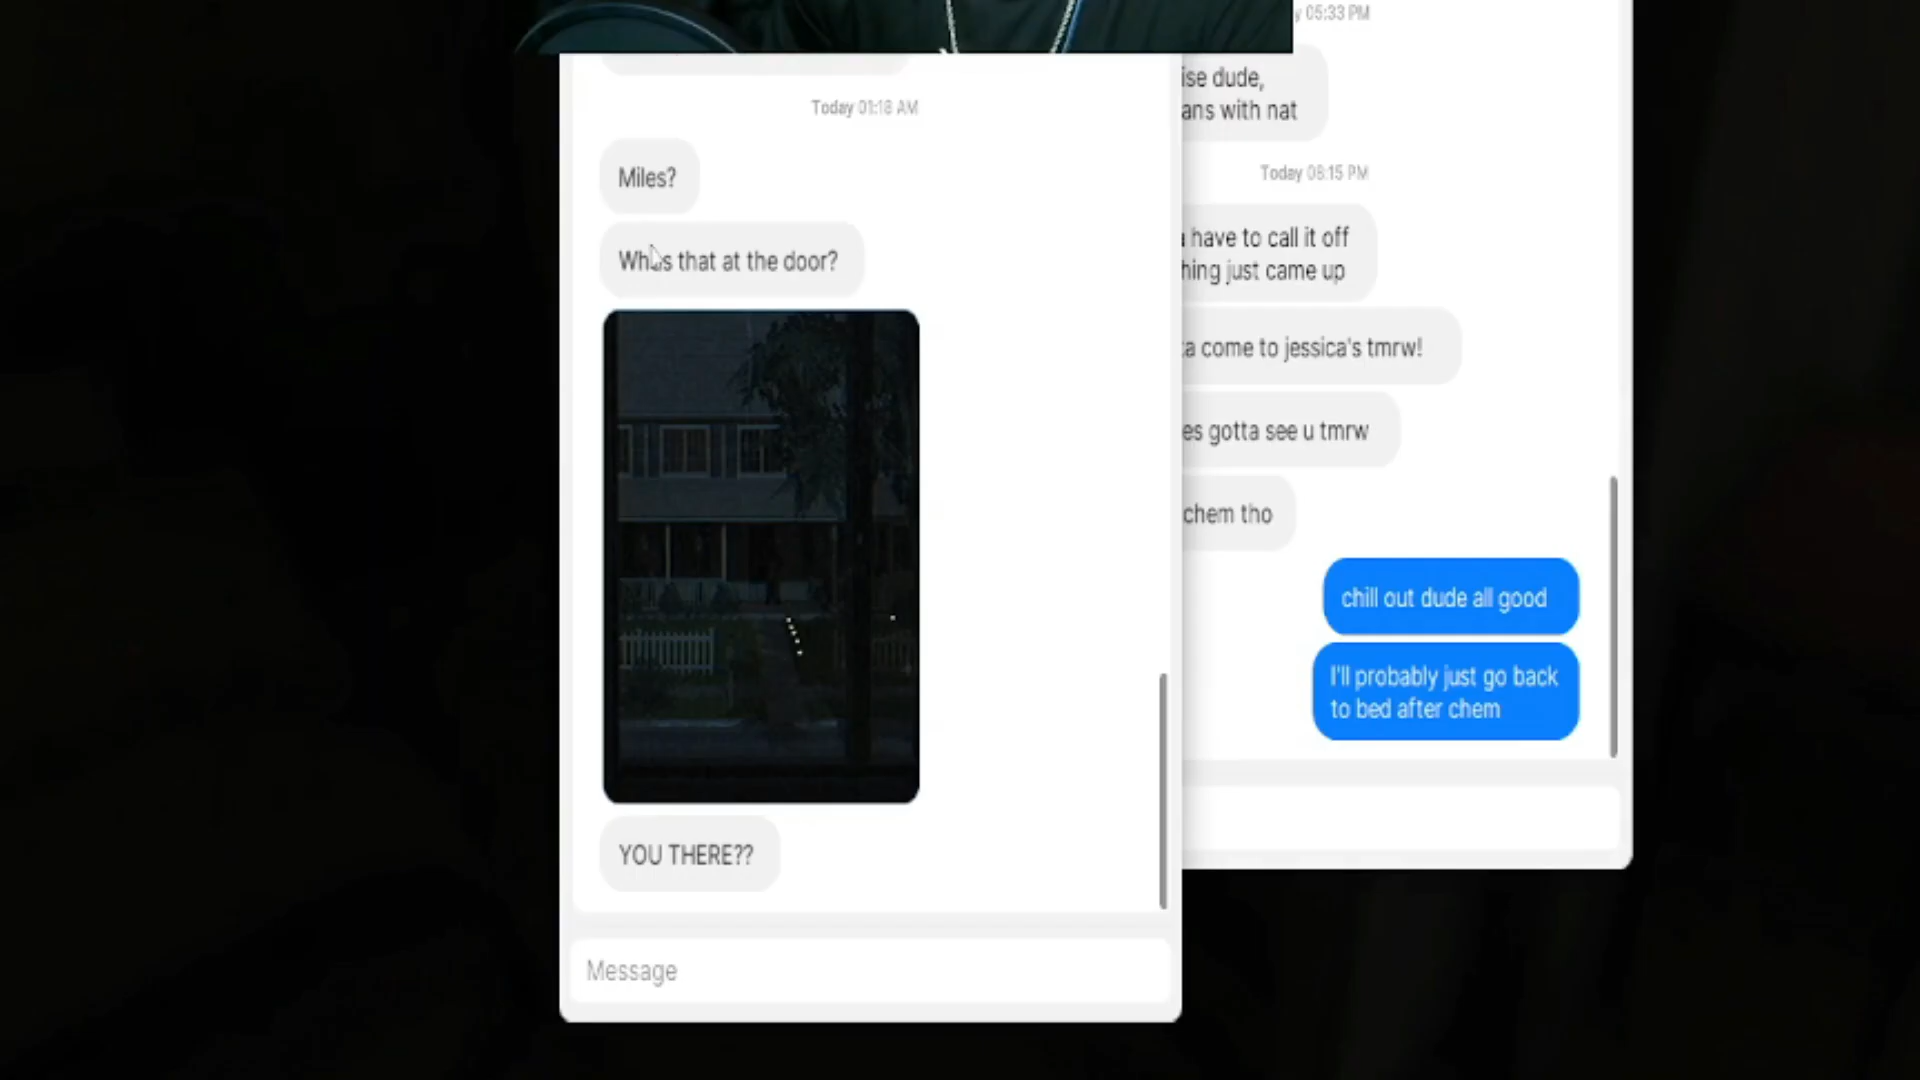 Today 01:18 AM
Miles?
that at the door?
YOU THERE??
Message
05:33 PM
ise dude,
ans with nat
Today 08:15 PM
have to call it off
hing just came up
a come to jessica's tmrw!
es gotta see u tmrw
chem tho
chill out dude all good
I'll probably just go back
to bed after chem